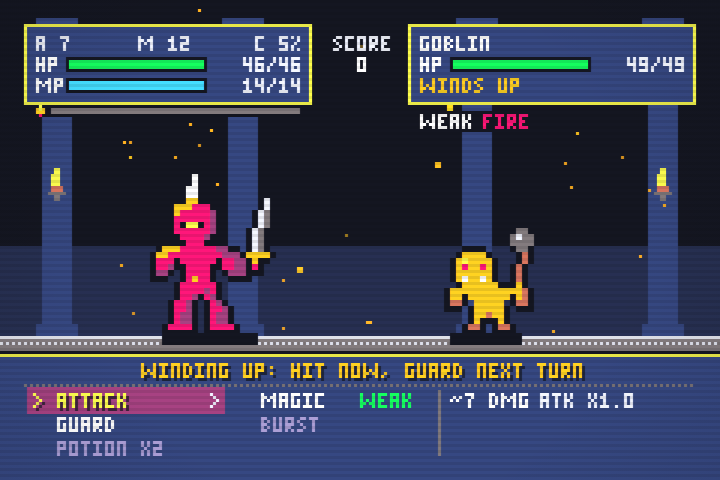 A 7 M 12 C 5%
HP 46/46
MP 14/14
SCORE
0
GOBLIN
HP 49/49
WINDS UP
WEAK FIRE
WINDING UP: HIT NOW, GUARD NEXT TURN
> ATTACK >
MAGIC WEAK
~7 DMG ATK X1.0
GUARD
BURST
POTION X2